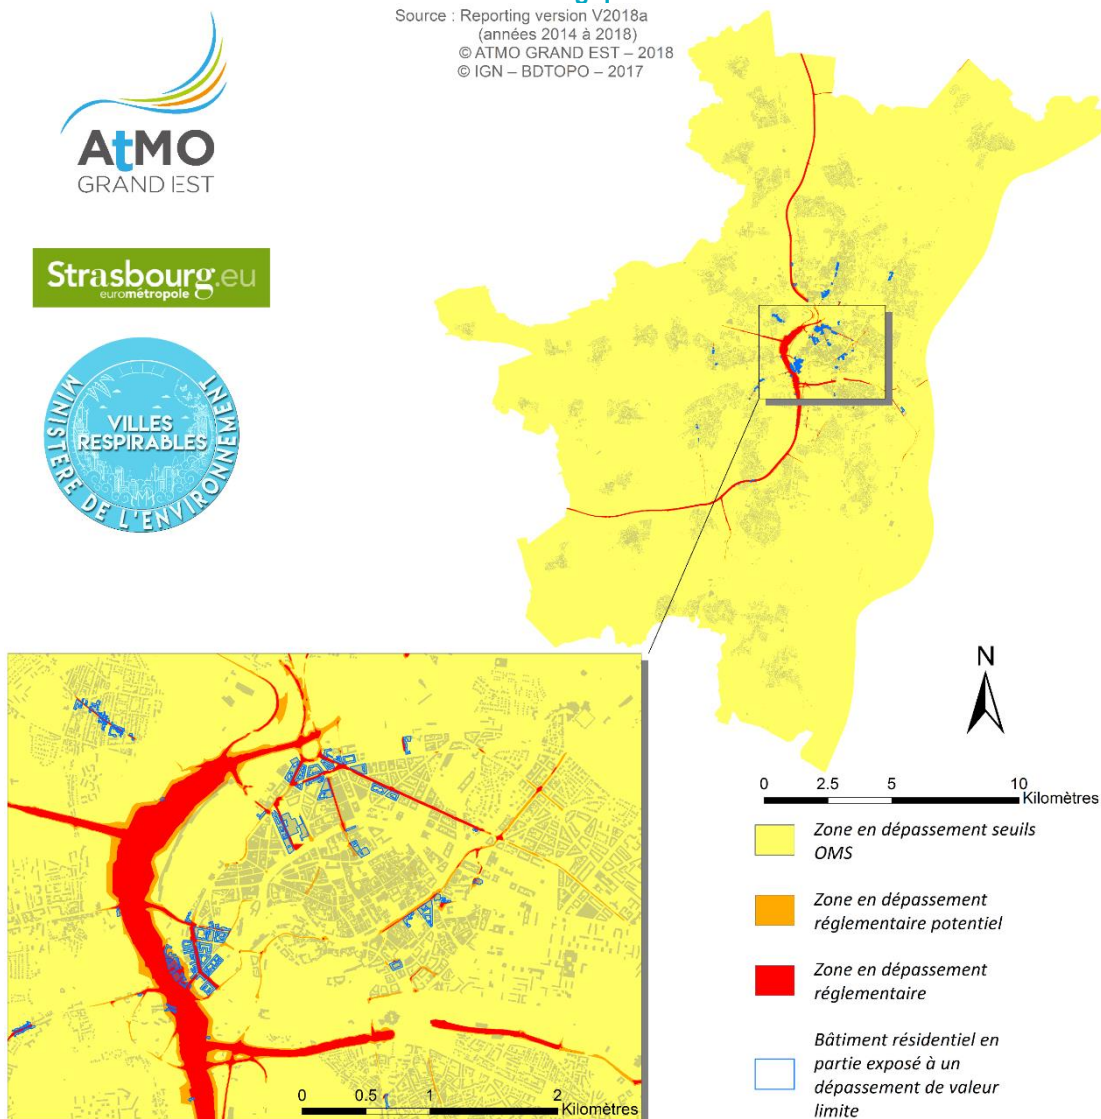 Source : Reporting version V2018a
(années 2014 à 2018)
© ATMO GRAND EST – 2018
© IGN – BDTOPO – 2017
AtMO
GRAND EST
Strasbourg.eu
eurométropole
VILLES
RESPIRABLES
MINISTERE DE L'ENVIRONNEMENT
N
0 2.5 5 10
Kilomètres
Zone en dépassement seuils
OMS
Zone en dépassement
réglementaire potentiel
Zone en dépassement
réglementaire
Bâtiment résidentiel en
partie exposé à un
dépassement de valeur
limite
0 0.5 1 2
Kilomètres